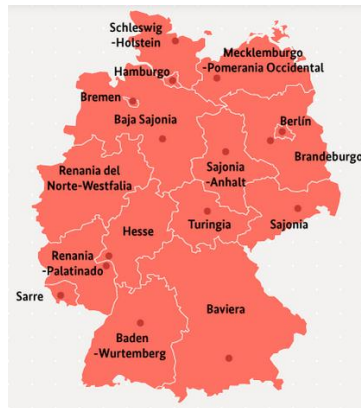 Schleswig
-Holstein
Mecklemburgo
-Pomerania Occidental
Hamburgo
Bremen
Baja Sajonia
Berlín
Brandeburgo
Sajonia
-Anhalt
Renania del
Norte-Westfalia
Hesse
Turingia
Sajonia
Renania
-Palatinado
Sarre
Baviera
Baden
-Wurtemberg